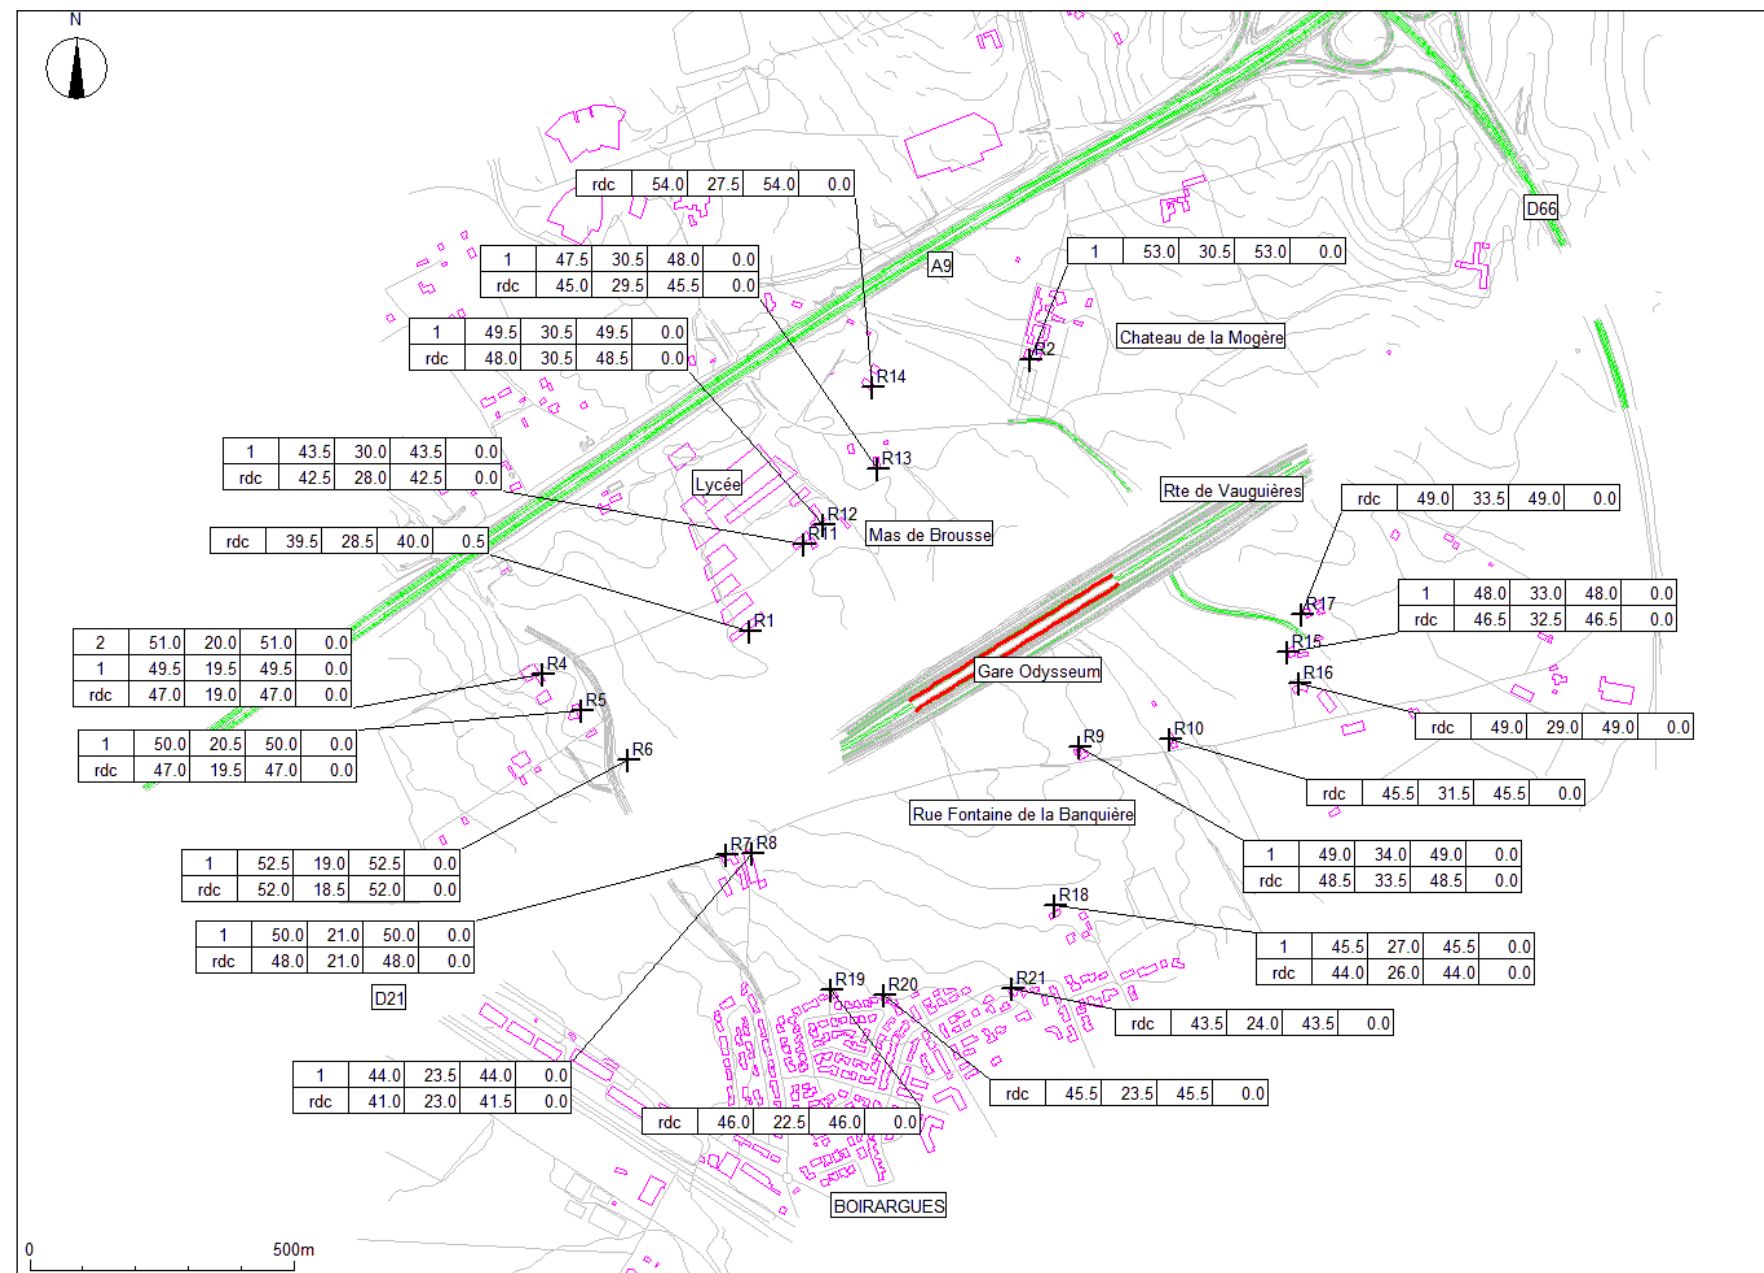 N
rdc 54.0 27.5 54.0 0.0
D66
1 47.5 30.5 48.0 0.0
rdc 45.0 29.5 45.5 0.0
A9
1 53.0 30.5 53.0 0.0
1 49.5 30.5 49.5 0.0
rdc 48.0 30.5 48.5 0.0
Chateau de la Mogère
R2
R14
1 43.5 30.0 43.5 0.0
rdc 42.5 28.0 42.5 0.0
R13
Lycée
Rte de Vauguières
rdc 49.0 33.5 49.0 0.0
R12
R11
Mas de Brousse
rdc 39.5 28.5 40.0 0.5
1 48.0 33.0 48.0 0.0
rdc 46.5 32.5 46.5 0.0
R17
R1
R15
2 51.0 20.0 51.0 0.0
1 49.5 19.5 49.5 0.0
rdc 47.0 19.0 47.0 0.0
R4
Gare Odysseum
R16
R5
rdc 49.0 29.0 49.0 0.0
1 50.0 20.5 50.0 0.0
rdc 47.0 19.5 47.0 0.0
R6
R9
R10
rdc 45.5 31.5 45.5 0.0
Rue Fontaine de la Banquière
R7
R8
1 52.5 19.0 52.5 0.0
rdc 52.0 18.5 52.0 0.0
1 49.0 34.0 49.0 0.0
rdc 48.5 33.5 48.5 0.0
R18
1 50.0 21.0 50.0 0.0
rdc 48.0 21.0 48.0 0.0
1 45.5 27.0 45.5 0.0
rdc 44.0 26.0 44.0 0.0
D21
R19
R20
R21
rdc 43.5 24.0 43.5 0.0
1 44.0 23.5 44.0 0.0
rdc 41.0 23.0 41.5 0.0
rdc 45.5 23.5 45.5 0.0
rdc 46.0 22.5 46.0 0.0
BOIRARGUES
0 500m